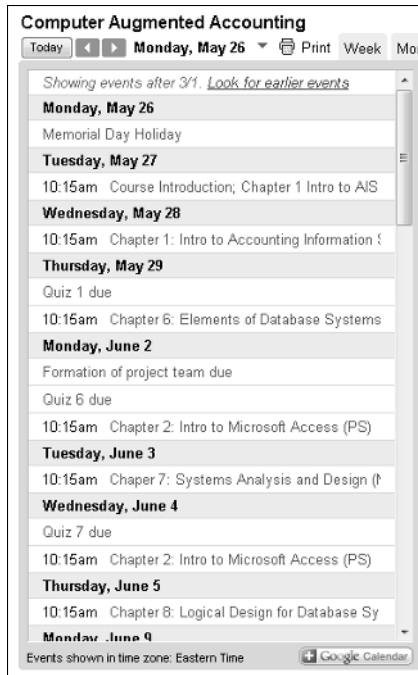 Computer Augmented Accounting
Today Monday, May 26 Print Week Mo
Showing events after 3/1. Look for earlier events
Monday, May 26
Memorial Day Holiday
Tuesday, May 27
10:15am Course Introduction; Chapter 1 Intro to AIS
Wednesday, May 28
10:15am Chapter 1: Intro to Accounting Information
Thursday, May 29
Quiz 1 due
10:15am Chapter 6: Elements of Database Systems
Monday, June 2
Formation of project team due
Quiz 6 due
10:15am Chapter 2: Intro to Microsoft Access (PS)
Tuesday, June 3
10:15am Chaper 7: Systems Analysis and Design
Wednesday, June 4
Quiz 7 due
10:15am Chapter 2: Intro to Microsoft Access (PS)
Thursday, June 5
10:15am Chapter 8: Logical Design for Database Sy
Monday, June 9
Events shown in time zone: Eastern Time
Google Calendar